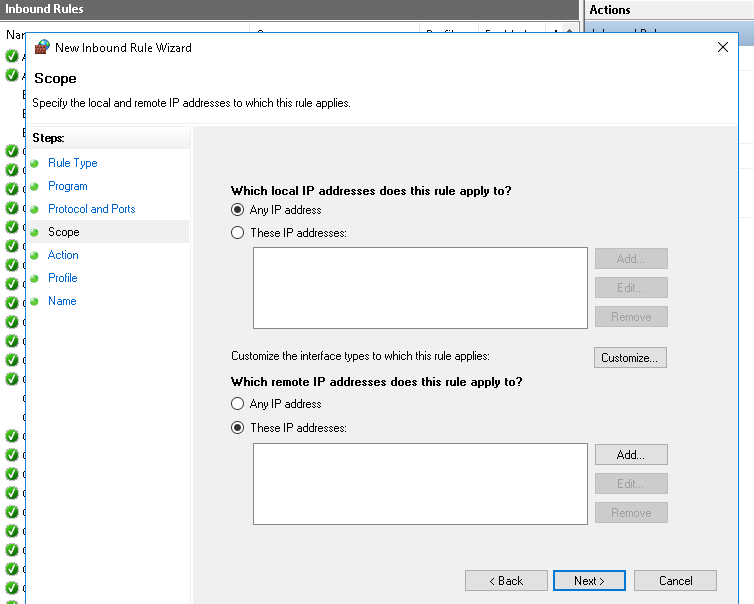 Inbound Rules
Actions
New Inbound Rule Wizard
Scope
Specify the local and remote IP addresses to which this rule applies.
Steps:
Rule Type
Program
Protocol and Ports
Scope
Action
Profile
Name
Which local IP addresses does this rule apply to?
Any IP address
These IP addresses:
Add...
Edit...
Remove
Customize the interface types to which this rule applies:
Customize...
Which remote IP addresses does this rule apply to?
Any IP address
These IP addresses:
Add...
Edit...
Remove
< Back
Next >
Cancel